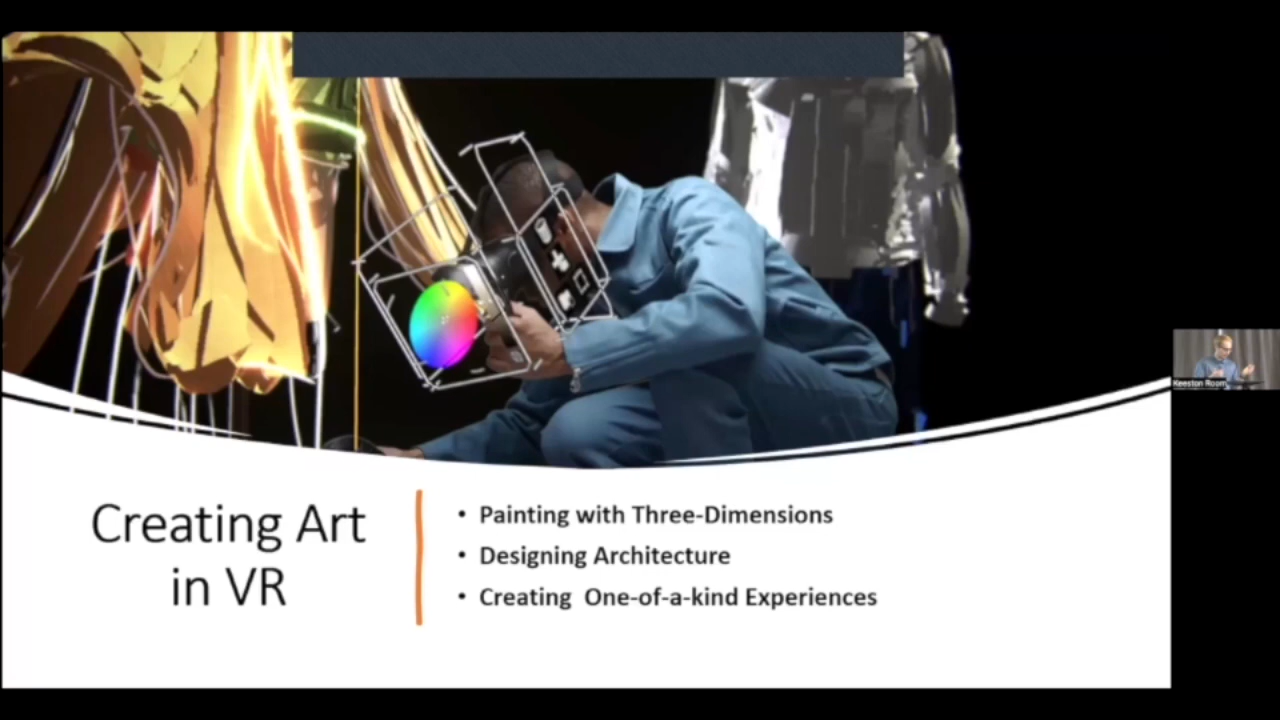 Keeston Room
Creating Art
in VR
• Painting with Three-Dimensions
• Designing Architecture
• Creating  One-of-a-kind Experiences